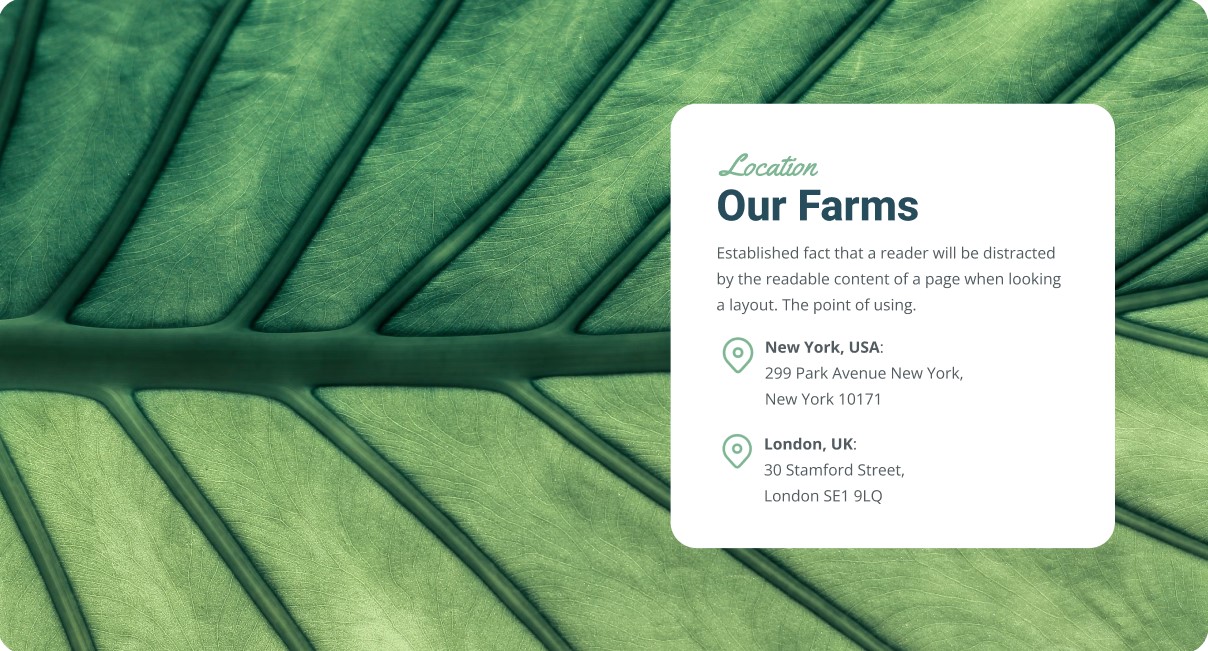 Location
Our Farms
Established fact that a reader will be distracted
by the readable content of a page when looking
a layout. The point of using.
New York, USA:
299 Park Avenue New York,
New York 10171
London, UK:
30 Stamford Street,
London SE1 9LQ